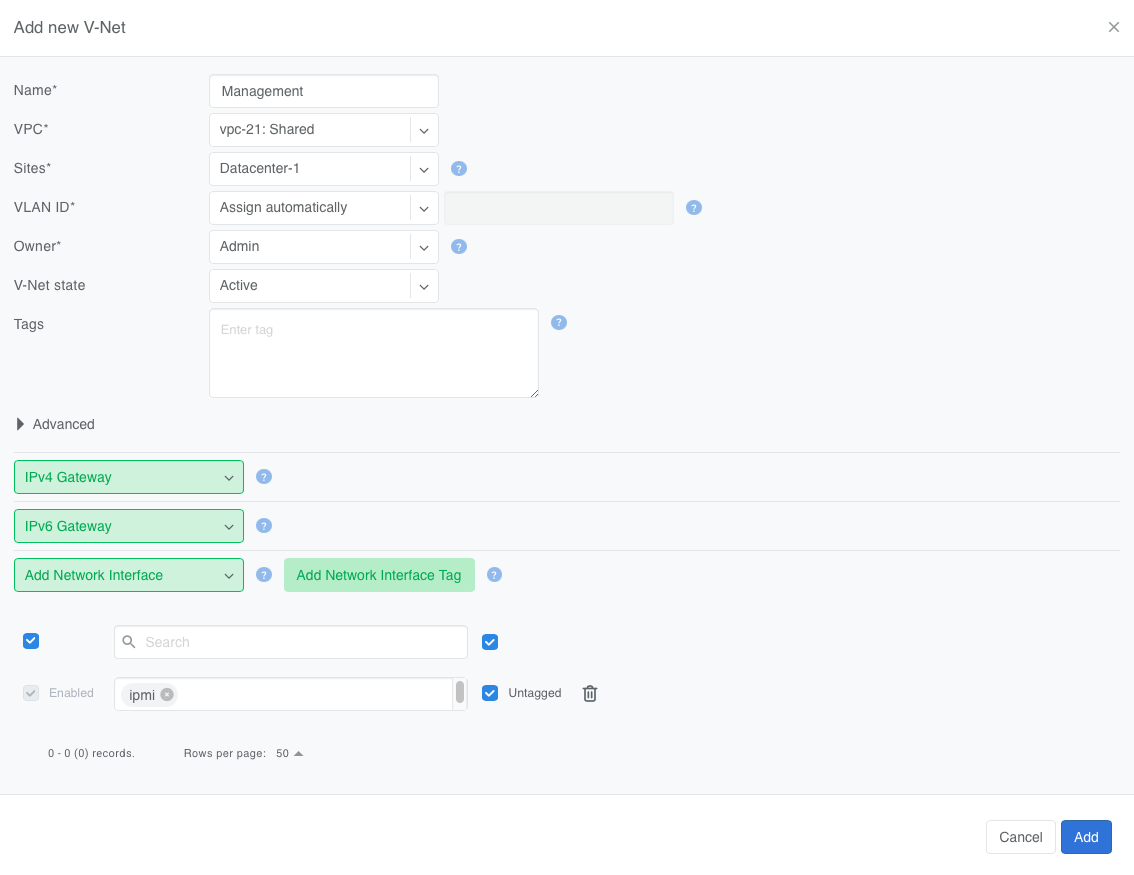 Add new V-Net
Name*
Management
VPC*
vpc-21: Shared
Sites*
Datacenter-1
?
VLAN ID*
Assign automatically
?
Owner*
Admin
?
V-Net state
Active
Tags
Enter tag
?
Advanced
IPv4 Gateway
?
IPv6 Gateway
?
Add Network Interface
?
Add Network Interface Tag
?
Search
Enabled
ipmi
Untagged
0 - 0 (0) records.
Rows per page: 50
Cancel
Add